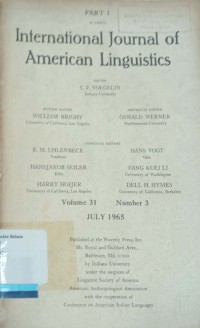 PART I
International Journal of
American Linguistics
EDITOR
C. F. VOEGELIN
Indiana University
WILLIAM BRIGHT
University of California, Los Angeles
OSWALD WERNER
Northwestern University
E. M. UHLENBECK
HANS VOGT
Oslo
HANSJAKOB SEILER
Köln
FANG KUEI LI
University of Washington
HARRY HOIJER
University of California, Los Angeles
DELL H. HYMES
University of California, Berkeley
Volume 31
Number 3
JULY 1965
Published at the Waverly Press, Inc.
Mt. Royal and Guilford Aves.,
Baltimore, Md. 21202
by Indiana University
under the auspices of
Linguistic Society of America
American Anthropological Association
with the cooperation of
Conference on American Indian Languages